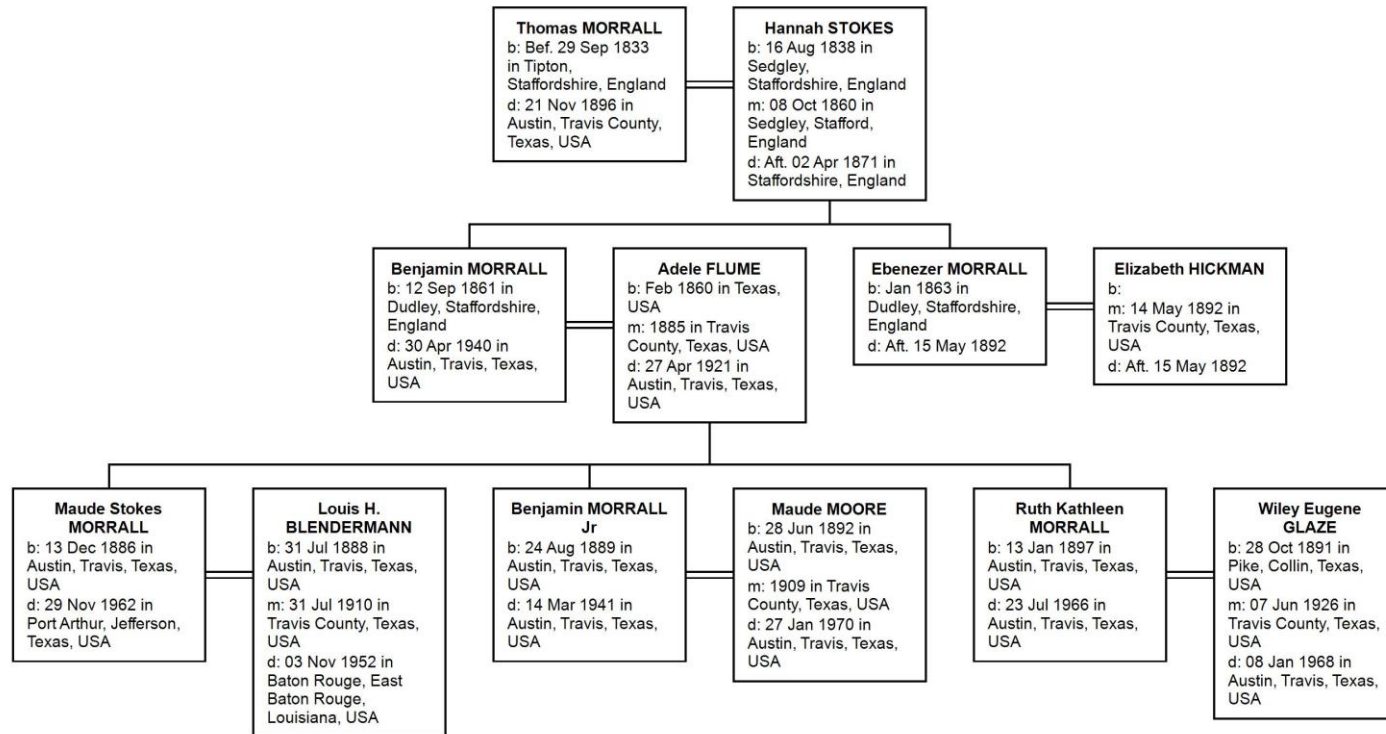 Thomas MORRALL
b: Bef. 29 Sep 1833
in Tipton,
Staffordshire, England
d: 21 Nov 1896 in
Austin, Travis County,
Texas, USA
Hannah STOKES
b: 16 Aug 1838 in
Sedgley,
Staffordshire, England
m: 08 Oct 1860 in
Sedgley, Stafford,
England
d: Aft. 02 Apr 1871 in
Staffordshire, England
Benjamin MORRALL
b: 12 Sep 1861 in
Dudley, Staffordshire,
England
d: 30 Apr 1940 in
Austin, Travis, Texas,
USA
Adele FLUME
b: Feb 1860 in Texas,
USA
m: 1885 in Travis
County, Texas, USA
d: 27 Apr 1921 in
Austin, Travis, Texas,
USA
Ebenezer MORRALL
b: Jan 1863 in
Dudley, Staffordshire,
England
d: Aft. 15 May 1892
Elizabeth HICKMAN
b:
m: 14 May 1892 in
Travis County, Texas,
USA
d: Aft. 15 May 1892
Maude Stokes
MORRALL
b: 13 Dec 1886 in
Austin, Travis, Texas,
USA
d: 29 Nov 1962 in
Port Arthur, Jefferson,
Texas, USA
Louis H.
BLENDERMANN
b: 31 Jul 1888 in
Austin, Travis, Texas,
USA
m: 31 Jul 1910 in
Travis County, Texas,
USA
d: 03 Nov 1952 in
Baton Rouge, East
Baton Rouge,
Louisiana, USA
Benjamin MORRALL
Jr
b: 24 Aug 1889 in
Austin, Travis, Texas,
USA
d: 14 Mar 1941 in
Austin, Travis, Texas,
USA
Maude MOORE
b: 28 Jun 1892 in
Austin, Travis, Texas,
USA
m: 1909 in Travis
County, Texas, USA
d: 27 Jan 1970 in
Austin, Travis, Texas,
USA
Ruth Kathleen
MORRALL
b: 13 Jan 1897 in
Austin, Travis, Texas,
USA
d: 23 Jul 1966 in
Austin, Travis, Texas,
USA
Wiley Eugene
GLAZE
b: 28 Oct 1891 in
Pike, Collin, Texas,
USA
m: 07 Jun 1926 in
Travis County, Texas,
USA
d: 08 Jan 1968 in
Austin, Travis, Texas,
USA